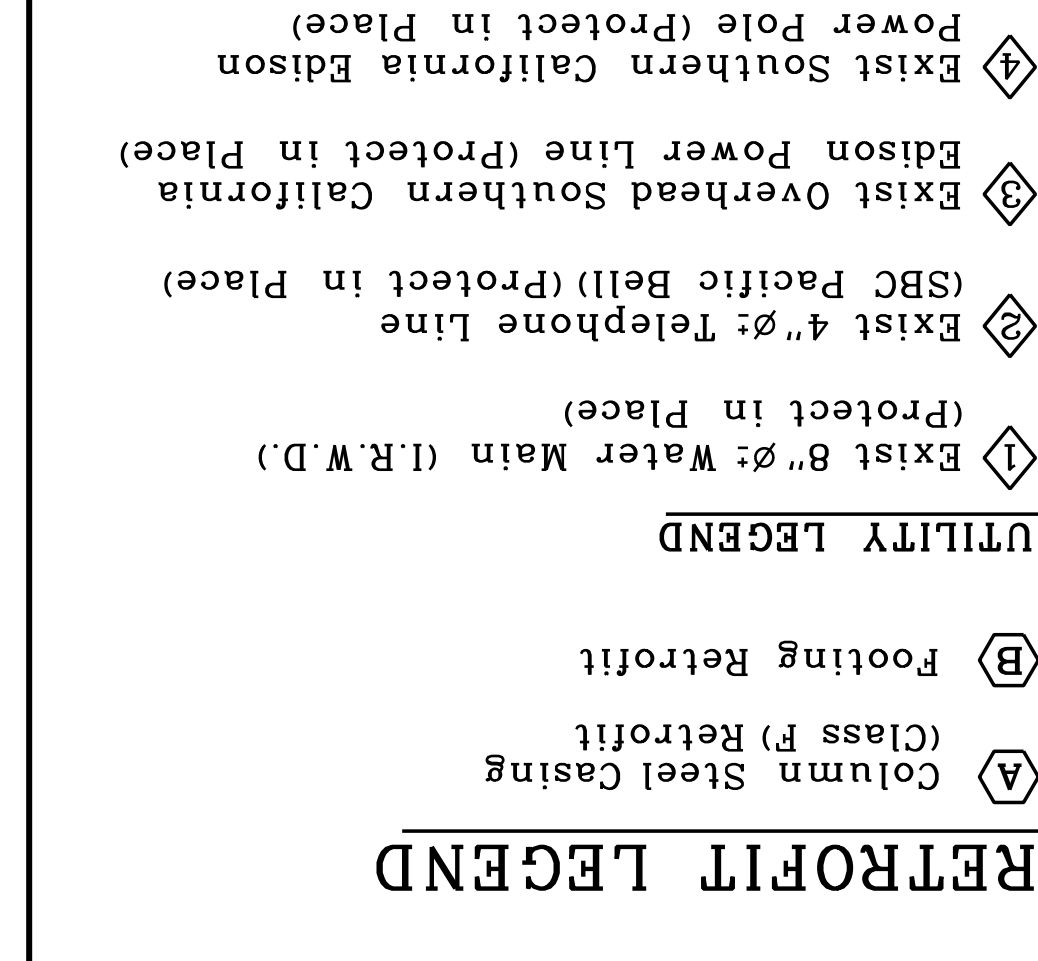 RETROFIT LEGEND
A Column Steel Casing
(Class F) Retrofit
B Footing Retrofit
UTILITY LEGEND
1 Exist 8"Ø± Water Main (I.R.W.D.)
(Protect in Place)
2 Exist 4"Ø± Telephone Line
(SBC Pacific Bell) (Protect in Place)
3 Exist Overhead Southern California
Edison Power Line (Protect in Place)
4 Exist Southern California Edison
Power Pole (Protect in Place)